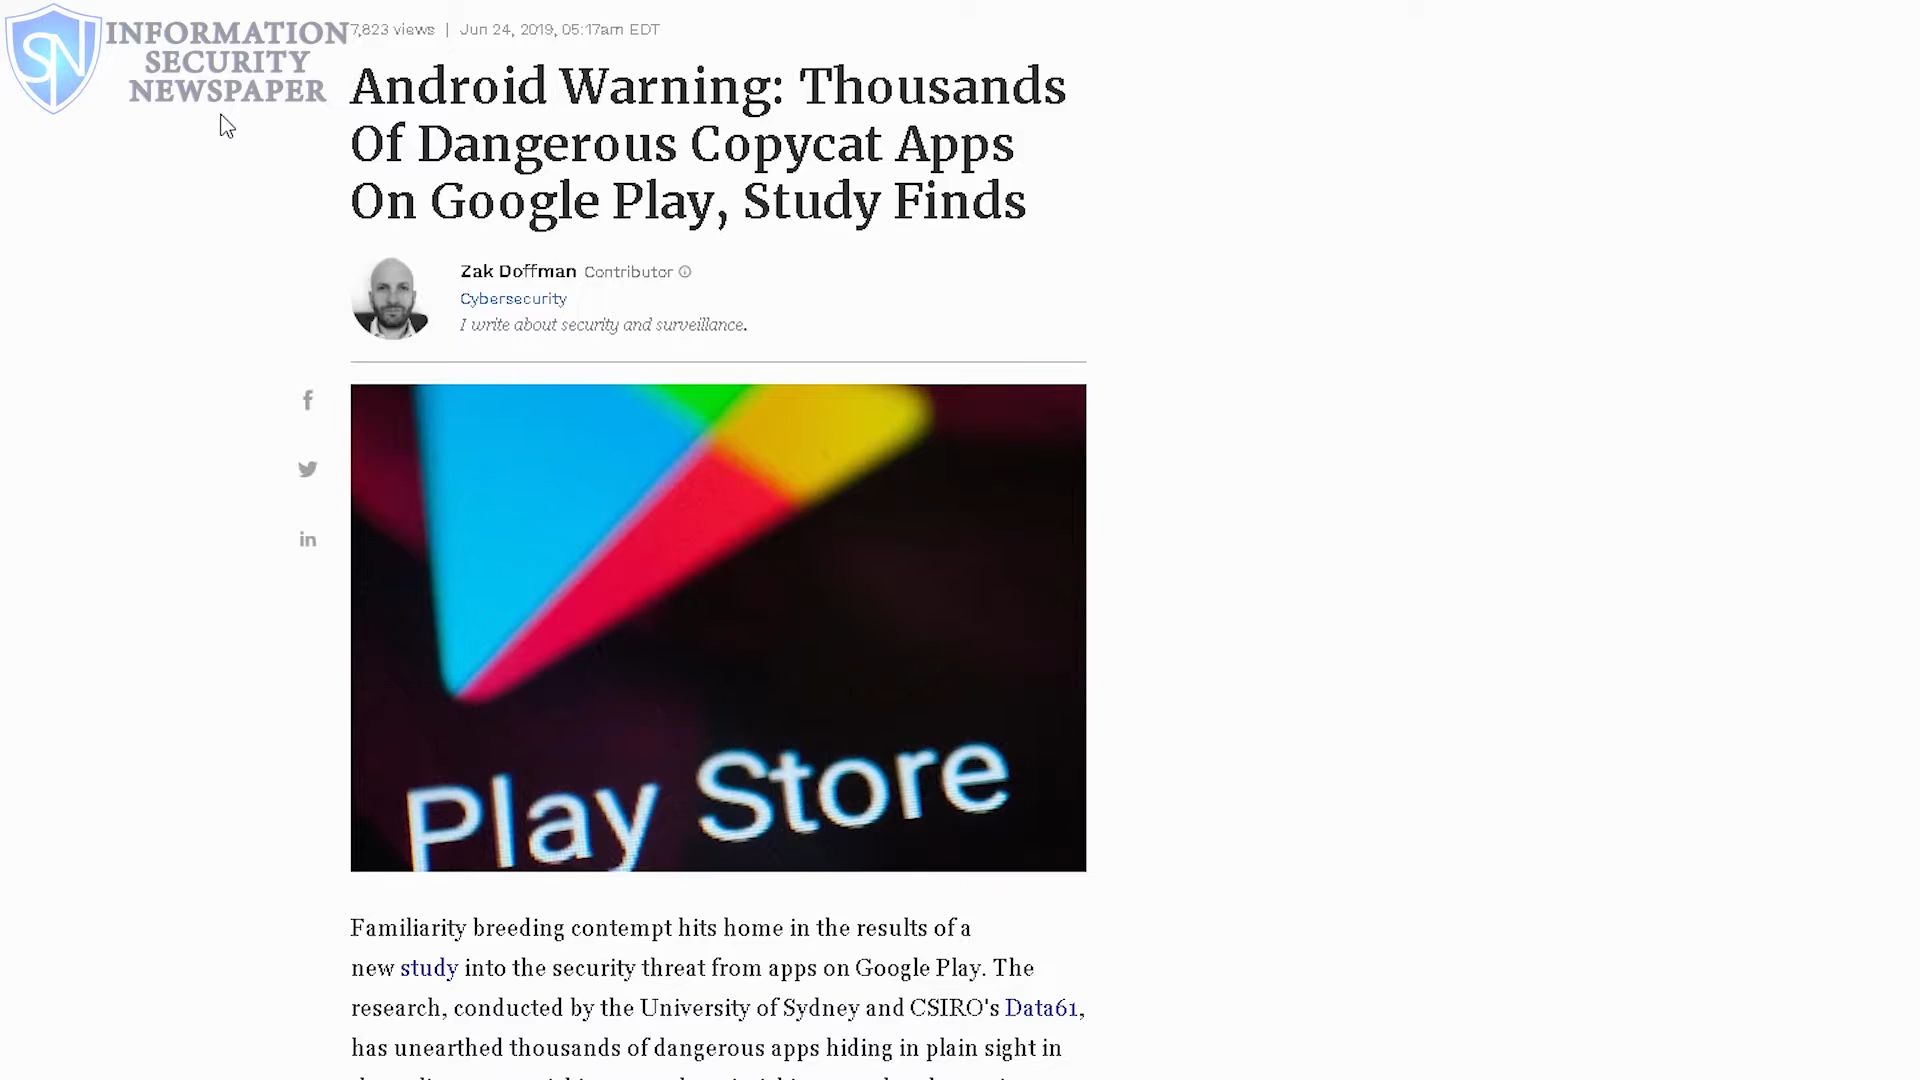 INFORMATION
SECURITY
NEWSPAPER
7,823 views | Jun 24, 2019, 05:17am EDT
Android Warning: Thousands
Of Dangerous Copycat Apps
On Google Play, Study Finds
Zak Doffman Contributor
Cybersecurity
I write about security and surveillance.
f
in
Play Store
Familiarity breeding contempt hits home in the results of a
new study into the security threat from apps on Google Play. The
research, conducted by the University of Sydney and CSIRO's Data61,
has unearthed thousands of dangerous apps hiding in plain sight in